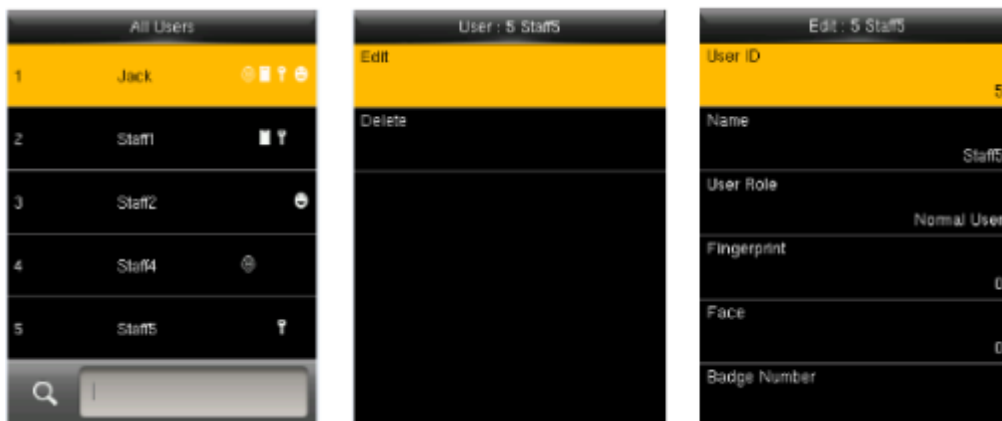 All Users
1 Jack
2 Staff1
3 Staff2
4 Staff4
5 Staff5
User : 5 Staff5
Edit
Delete
Edit : 5 Staff5
User ID
5
Name
Staff5
User Role
Normal User
Fingerprint
0
Face
0
Badge Number